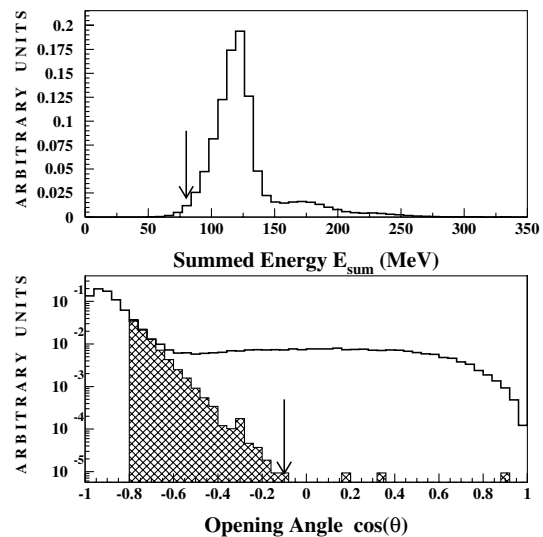 ARBITRARY UNITS
0.2
0.175
0.15
0.125
0.1
0.075
0.05
0.025
0
0 50 100 150 200 250 300 350
Summed Energy E_sum (MeV)
ARBITRARY UNITS
10^-1
10^-2
10^-3
10^-4
10^-5
-1 -0.8 -0.6 -0.4 -0.2 0 0.2 0.4 0.6 0.8 1
Opening Angle cos(θ)